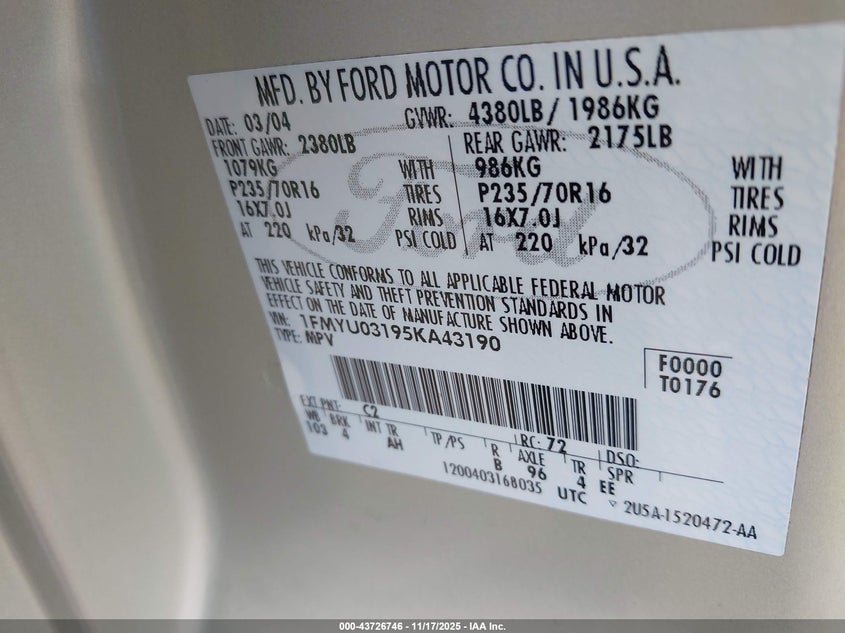 MFD. BY FORD MOTOR CO. IN U.S.A.
DATE: 03/04 GVWR: 4380LB/ 1986KG
FRONT GAWR: 2380LB REAR GAWR: 2175LB
1079KG WITH 986KG WITH
P235/70R16 TIRES P235/70R16 TIRES
16X7.0J RIMS 16X7.0J RIMS
AT 220 kPa/32 PSI COLD AT 220 kPa/32 PSI COLD
THIS VEHICLE CONFORMS TO ALL APPLICABLE FEDERAL MOTOR
VEHICLE SAFETY AND THEFT PREVENTION STANDARDS IN
EFFECT ON THE DATE OF MANUFACTURE SHOWN ABOVE.
VIN: 1FMYU03195KA43190
TYPE: MPV
F0000
T0176
EXT PNT: C2 RC: 72 DSO:
WB BRK INT TR TP/PS R AXLE TR SPR
103 4 AH B 96 4 EE
1200403168035 UTC
2U5A-1520472-AA
Ford
000-43726746 — 11/17/2025 — IAA Inc.